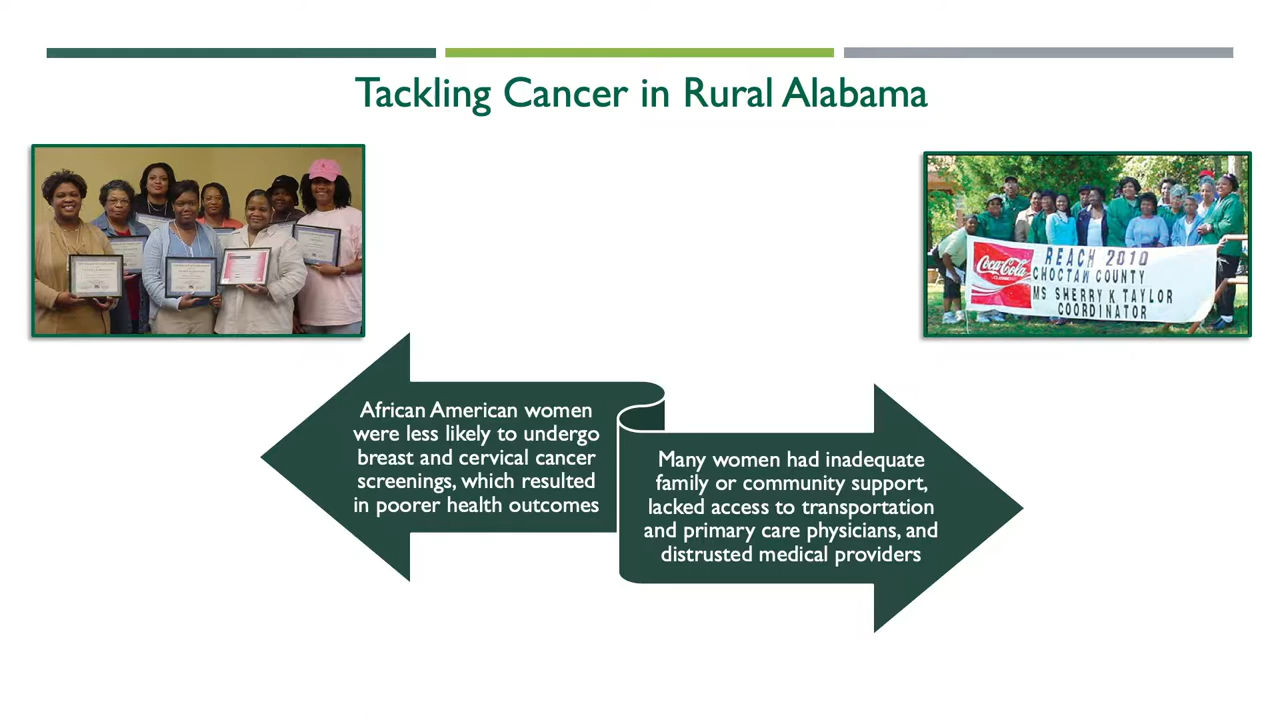 Tackling Cancer in Rural Alabama
Coca-Cola
REACH 2010
CHOCTAW COUNTY
MS SHERRY K TAYLOR
COORDINATOR
African American women
were less likely to undergo
breast and cervical cancer
screenings, which resulted
in poorer health outcomes
Many women had inadequate
family or community support,
lacked access to transportation
and primary care physicians, and
distrusted medical providers